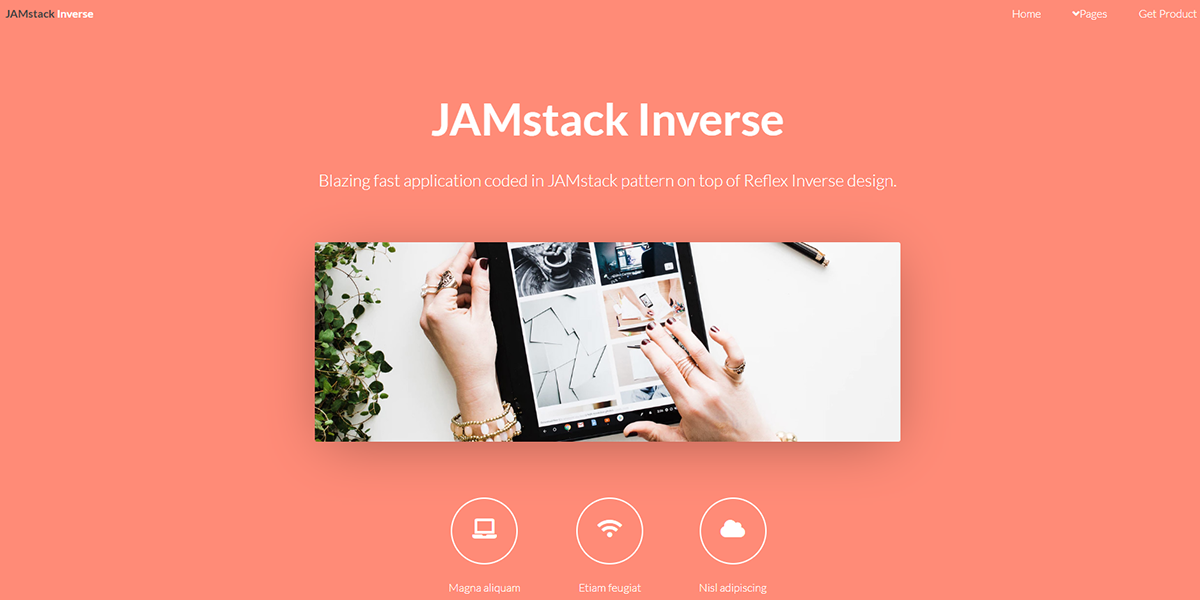 JAMstack Inverse
Home Pages Get Product
JAMstack Inverse
Blazing fast application coded in JAMstack pattern on top of Reflex Inverse design.
Magna aliquam
Etiam feugiat
Nisl adipiscing